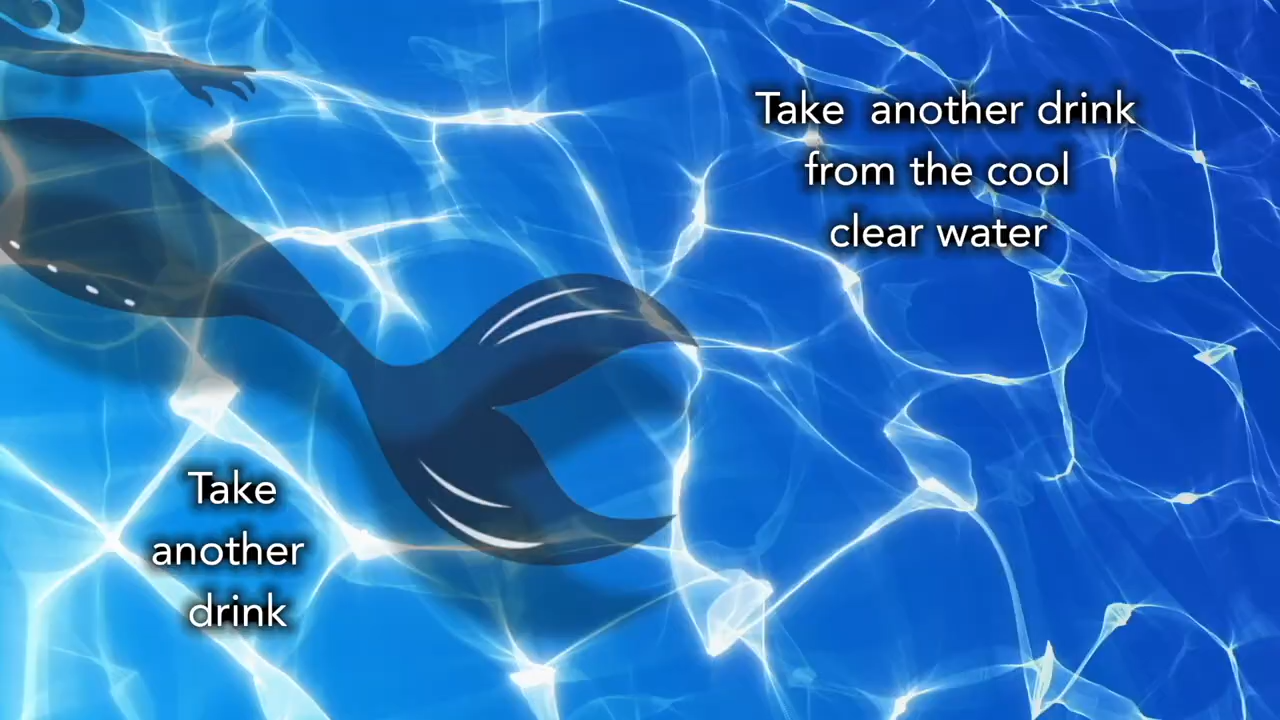 Take  another drink
from the cool
clear water
Take
another
drink